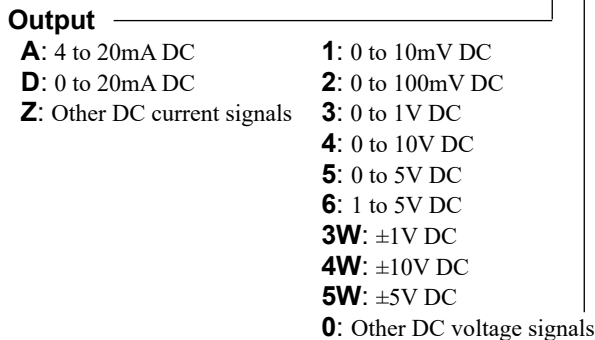 Output
A: 4 to 20mA DC
D: 0 to 20mA DC
Z: Other DC current signals
1: 0 to 10mV DC
2: 0 to 100mV DC
3: 0 to 1V DC
4: 0 to 10V DC
5: 0 to 5V DC
6: 1 to 5V DC
3W: ±1V DC
4W: ±10V DC
5W: ±5V DC
0: Other DC voltage signals